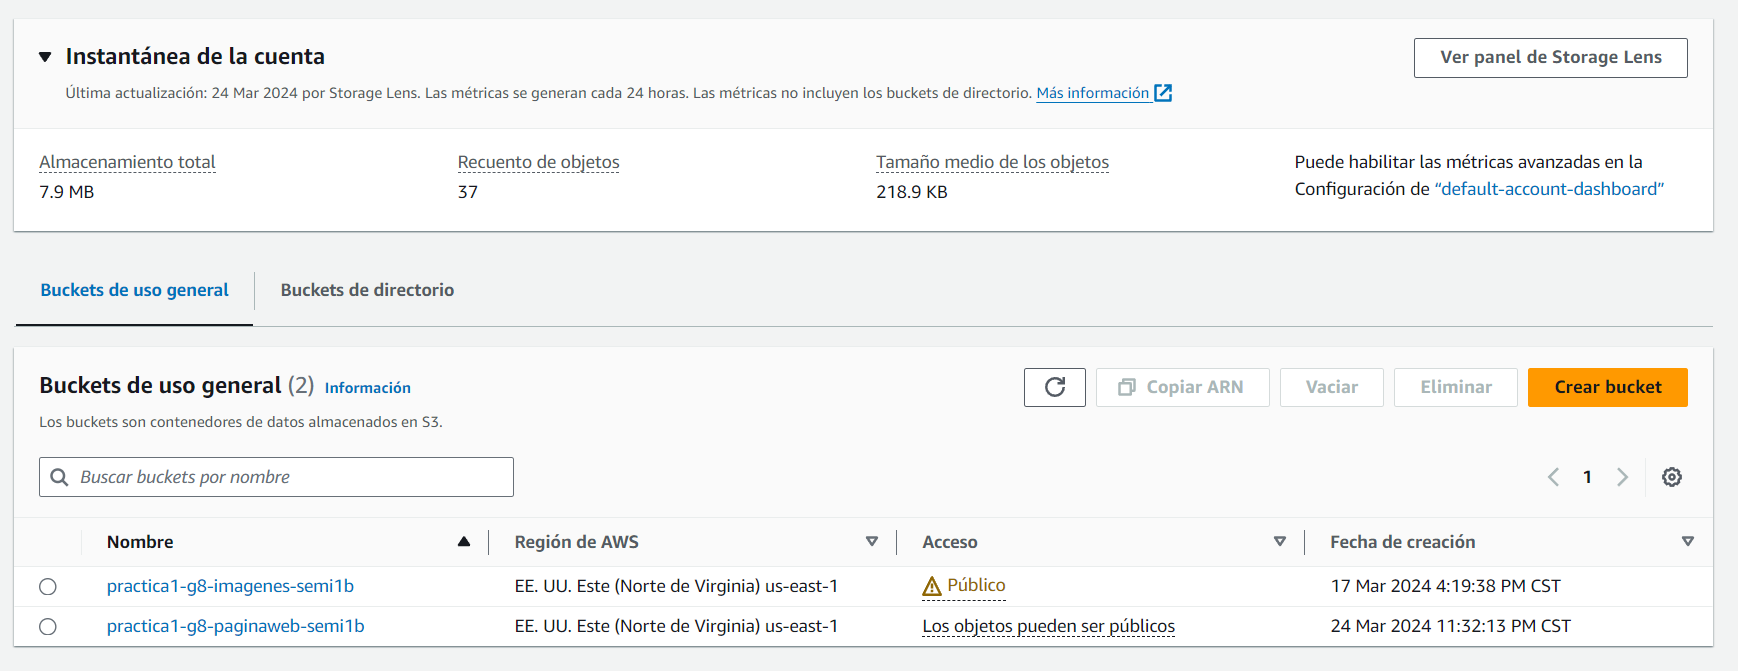 Instantánea de la cuenta
Ver panel de Storage Lens
Última actualización: 24 Mar 2024 por Storage Lens. Las métricas se generan cada 24 horas. Las métricas no incluyen los buckets de directorio. Más información
Almacenamiento total
7.9 MB
Recuento de objetos
37
Tamaño medio de los objetos
218.9 KB
Puede habilitar las métricas avanzadas en la
Configuración de “default-account-dashboard”
Buckets de uso general
Buckets de directorio
Buckets de uso general (2) Información
Copiar ARN
Vaciar
Eliminar
Crear bucket
Los buckets son contenedores de datos almacenados en S3.
Buscar buckets por nombre
1
Nombre
Región de AWS
Acceso
Fecha de creación
practica1-g8-imagenes-semi1b
EE. UU. Este (Norte de Virginia) us-east-1
Público
17 Mar 2024 4:19:38 PM CST
practica1-g8-paginaweb-semi1b
EE. UU. Este (Norte de Virginia) us-east-1
Los objetos pueden ser públicos
24 Mar 2024 11:32:13 PM CST